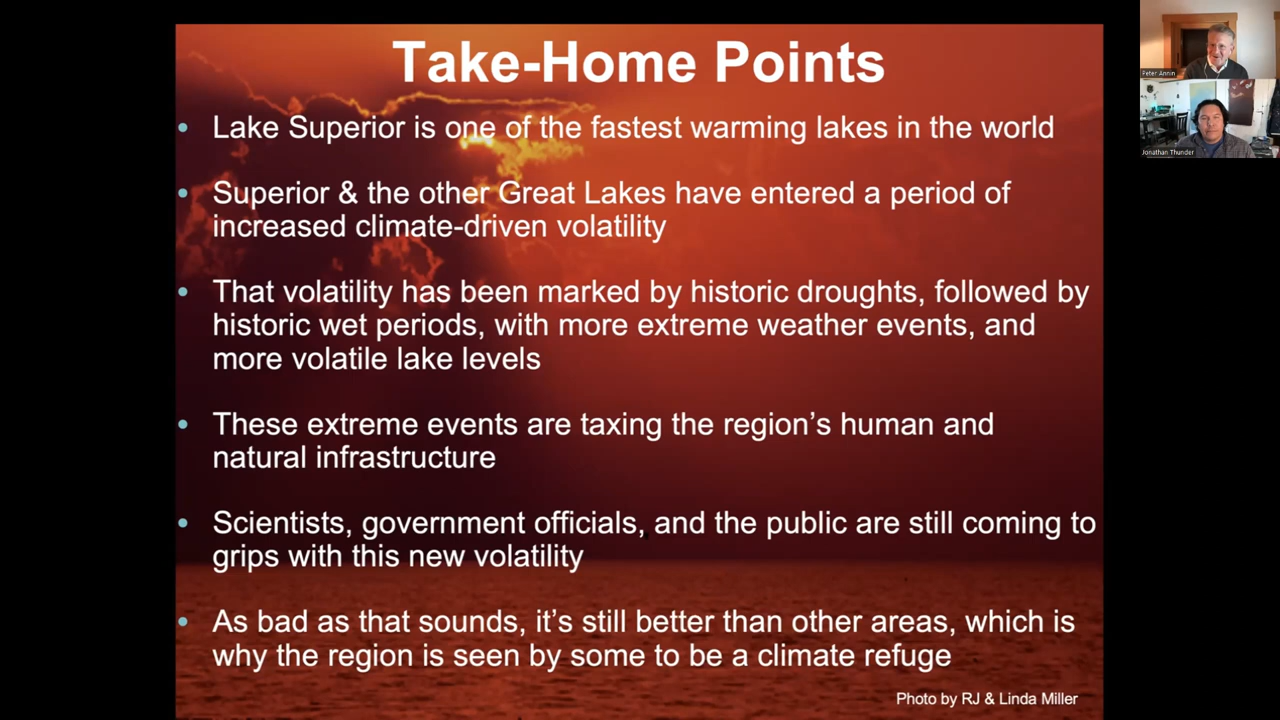 Take-Home Points
• Lake Superior is one of the fastest warming lakes in the world
• Superior & the other Great Lakes have entered a period of
increased climate-driven volatility
• That volatility has been marked by historic droughts, followed by
historic wet periods, with more extreme weather events, and
more volatile lake levels
• These extreme events are taxing the region’s human and
natural infrastructure
• Scientists, government officials, and the public are still coming to
grips with this new volatility
• As bad as that sounds, it’s still better than other areas, which is
why the region is seen by some to be a climate refuge
Photo by RJ & Linda Miller
Peter Annin
Jonathan Thunder